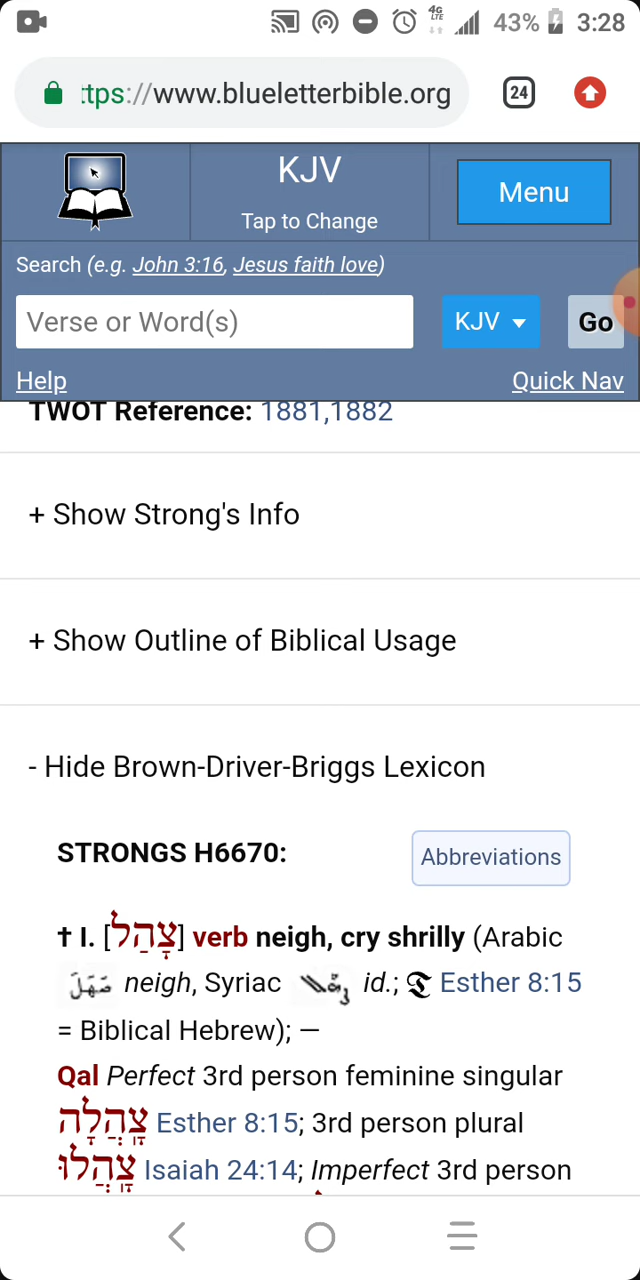 4G
LTE
43%
3:28
ttps://www.blueletterbible.org
24
KJV
Tap to Change
Menu
Search (e.g. John 3:16, Jesus faith love)
Verse or Word(s)
KJV
Go
Help
Quick Nav
TWOT Reference: 1881,1882
+ Show Strong's Info
+ Show Outline of Biblical Usage
- Hide Brown-Driver-Briggs Lexicon
STRONGS H6670:
Abbreviations
† I. [צָהַל] verb neigh, cry shrilly (Arabic
صَهَلَ neigh, Syriac id.; 𝕿 Esther 8:15
= Biblical Hebrew); —
Qal Perfect 3rd person feminine singular
צָֽהֲלָה Esther 8:15; 3rd person plural
צָֽהֲלוּ Isaiah 24:14; Imperfect 3rd person